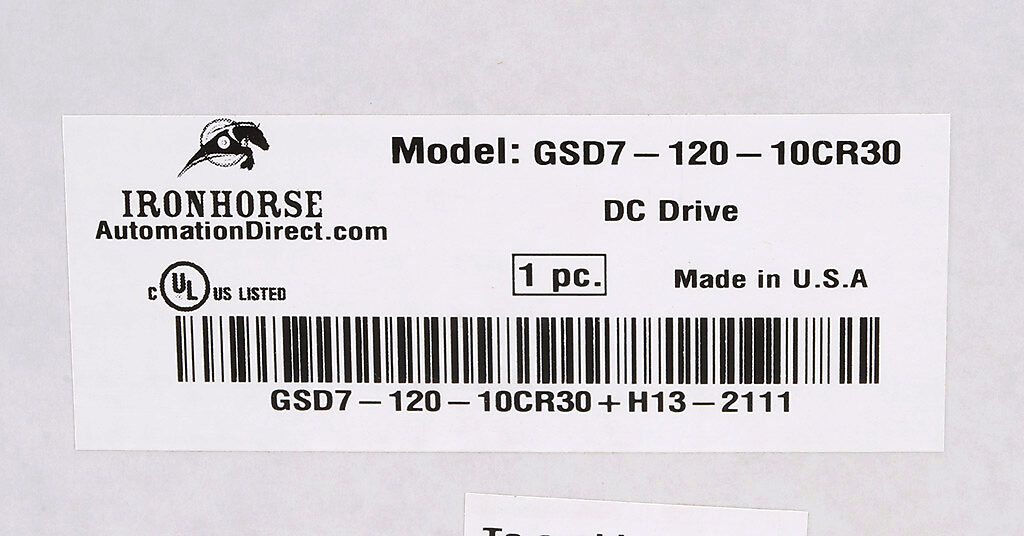 Model: GSD7-120-10CR30
IRONHORSE
AutomationDirect.com
DC Drive
C UL US LISTED
1 pc.
Made in U.S.A
GSD7-120-10CR30+H13-2111